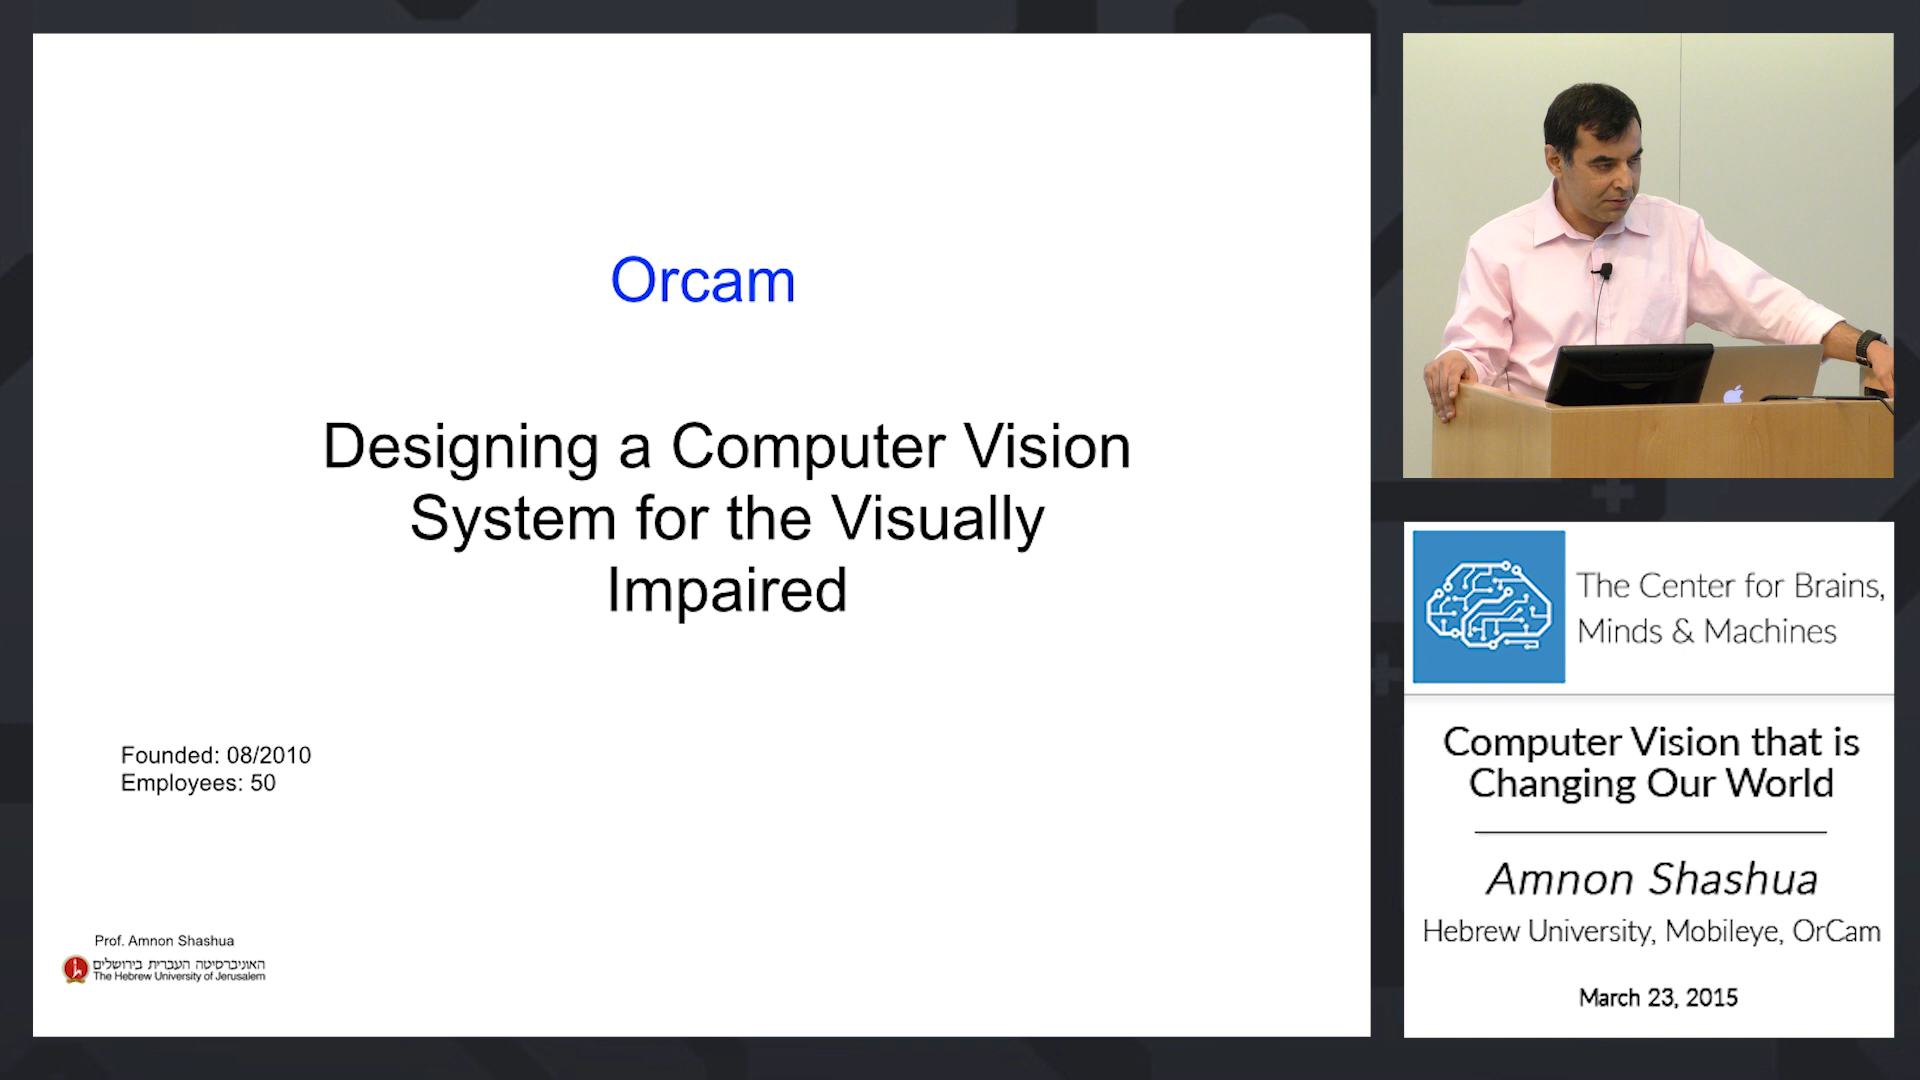 Orcam
Designing a Computer Vision
System for the Visually
Impaired
Founded: 08/2010
Employees: 50
Prof. Amnon Shashua
האוניברסיטה העברית בירושלים
The Hebrew University of Jerusalem
The Center for Brains,
Minds & Machines
Computer Vision that is
Changing Our World
Amnon Shashua
Hebrew University, Mobileye, OrCam
March 23, 2015